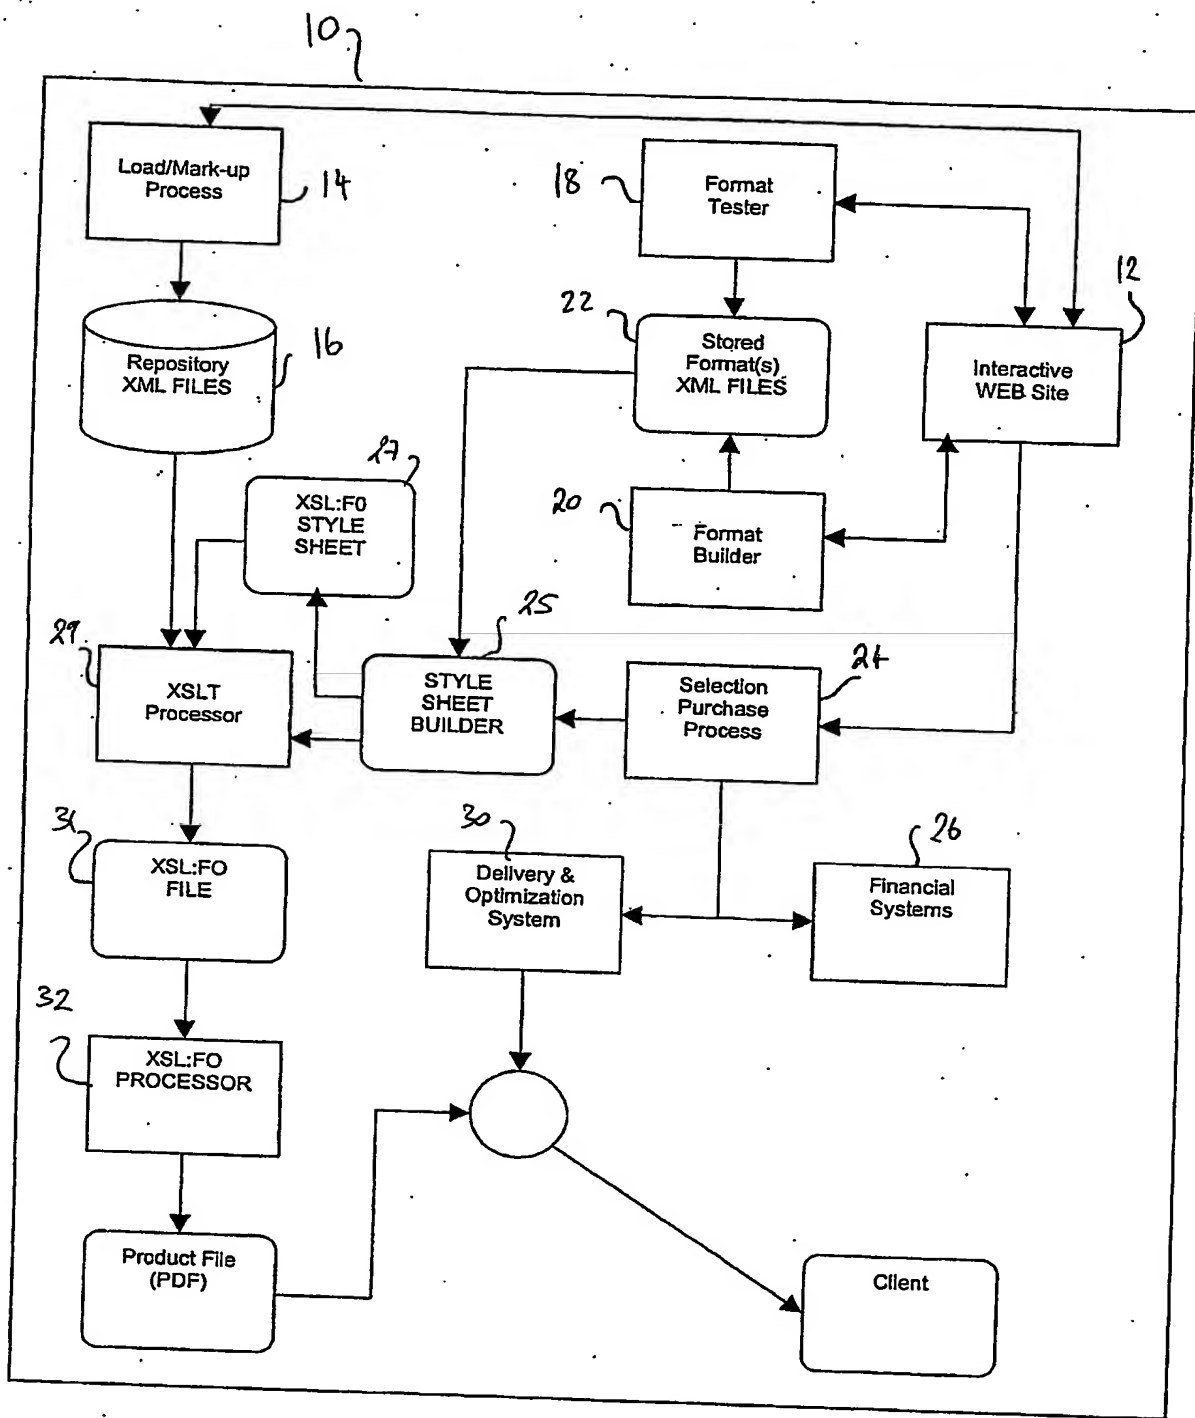 10
Load/Mark-up
Process
14
18
Format
Tester
12
22
Stored
Format(s)
XML FILES
Interactive
WEB Site
Repository
XML FILES
16
27
XSL:F0
STYLE
SHEET
20
Format
Builder
29
XSLT
Processor
25
STYLE
SHEET
BUILDER
24
Selection
Purchase
Process
31
XSL:FO
FILE
30
Delivery &
Optimization
System
26
Financial
Systems
32
XSL:FO
PROCESSOR
Product File
(PDF)
Client